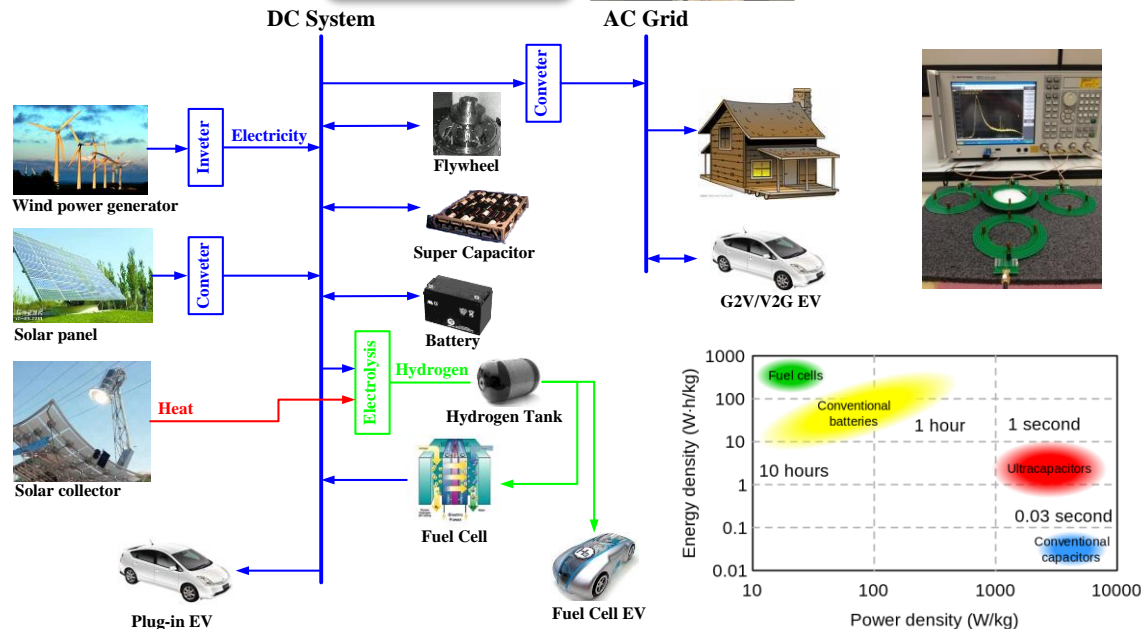 DC System
AC Grid
Conveter
Inveter
Electricity
Wind power generator
Flywheel
Super Capacitor
G2V/V2G EV
Conveter
Solar panel
Battery
Electrolysis
Hydrogen
Hydrogen Tank
Heat
Solar collector
Fuel Cell
Plug-in EV
Fuel Cell EV
Energy density (W·h/kg)
1000
100
10
1
0.1
0.01
Fuel cells
Conventional
batteries
1 hour
1 second
10 hours
Ultracapacitors
0.03 second
Conventional
capacitors
10
100
1000
10000
Power density (W/kg)